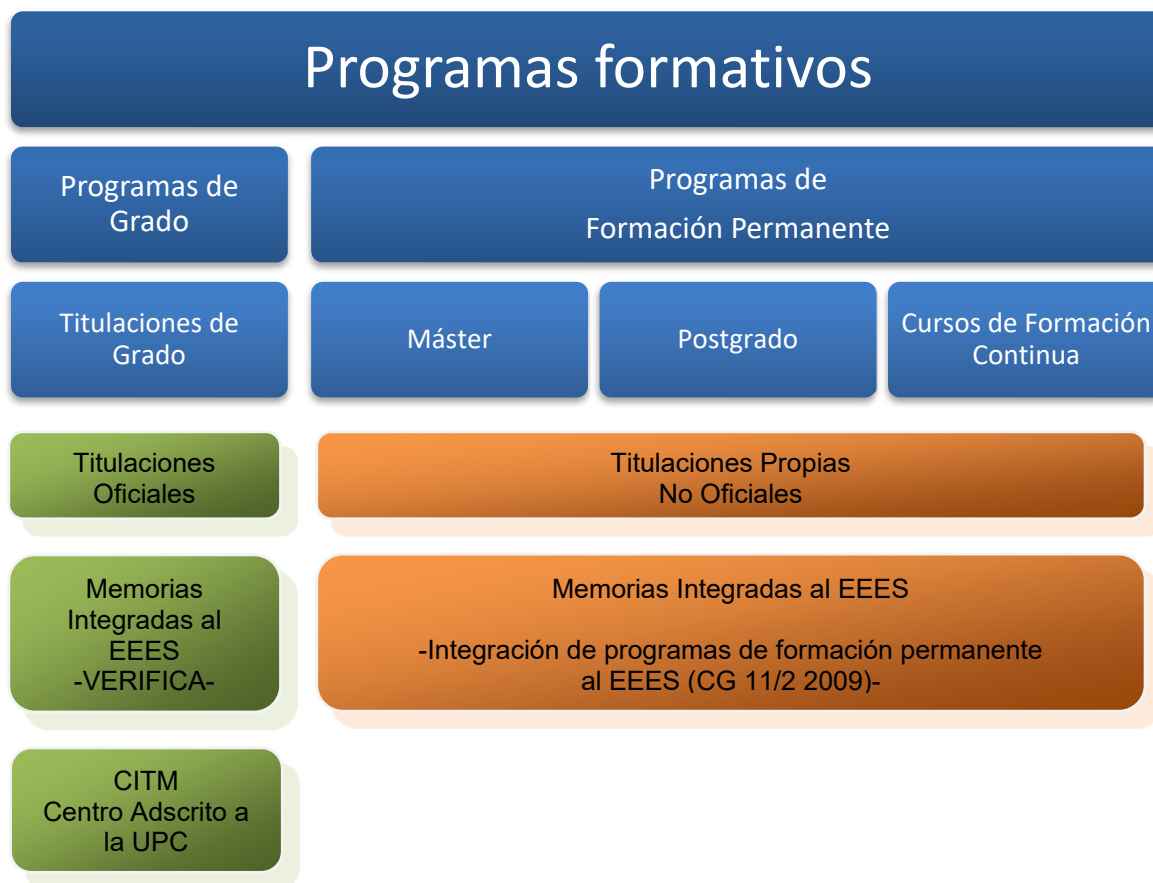 Programas formativos
Programas de
Grado
Programas de
Formación Permanente
Titulaciones de
Grado
Máster
Postgrado
Cursos de Formación
Continua
Titulaciones
Oficiales
Titulaciones Propias
No Oficiales
Memorias
Integradas al
EEES
-VERIFICA-
Memorias Integradas al EEES
-Integración de programas de formación permanente
al EEES (CG 11/2 2009)-
CITM
Centro Adscrito a
la UPC